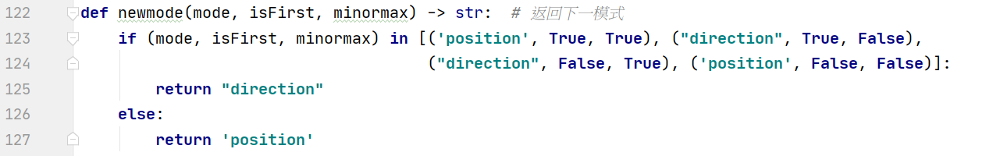 122 def newmode(mode, isFirst, minormax) -> str:  # 返回下一模式
123     if (mode, isFirst, minormax) in [('position', True, True), ("direction", True, False),
124                                      ("direction", False, True), ('position', False, False)]:
125         return "direction"
126     else:
127         return 'position'